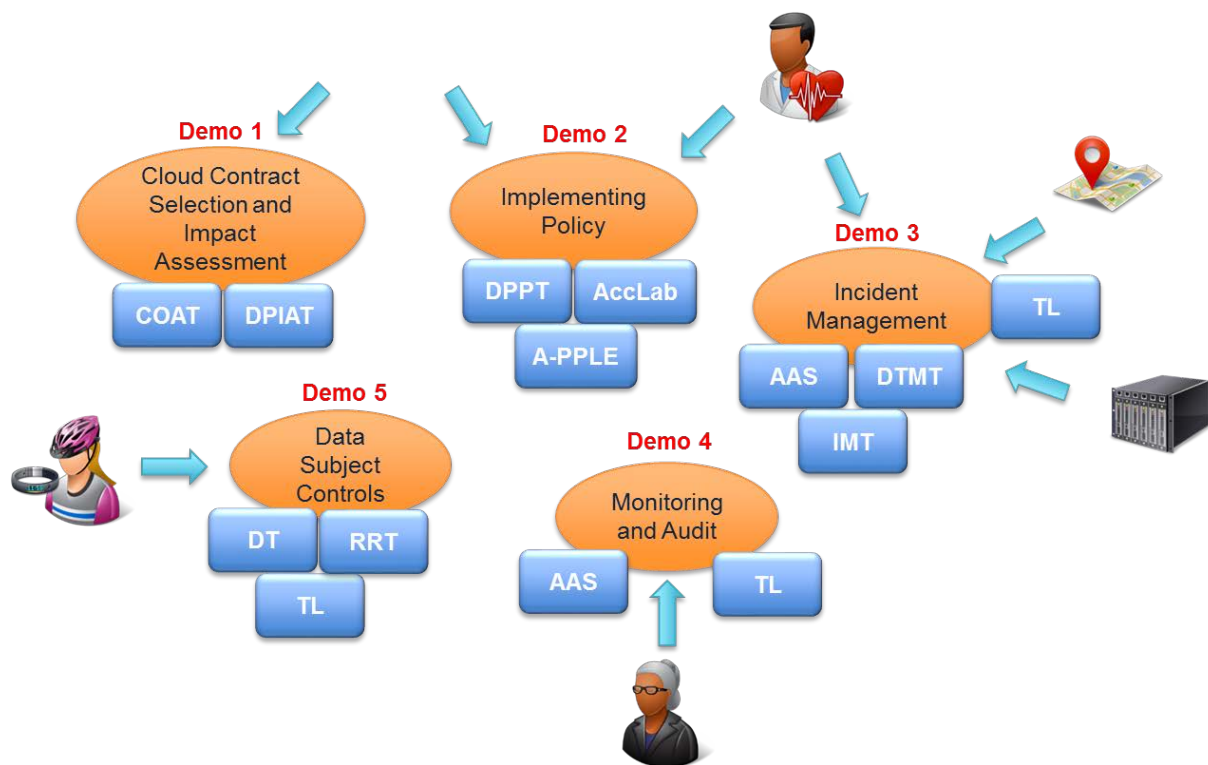 Demo 1
Cloud Contract
Selection and
Impact
Assessment
COAT
DPIAT
Demo 2
Implementing
Policy
DPPT
AccLab
A-PPLE
Demo 3
Incident
Management
TL
AAS
DTMT
IMT
Demo 5
Data
Subject
Controls
DT
RRT
TL
Demo 4
Monitoring
and Audit
AAS
TL